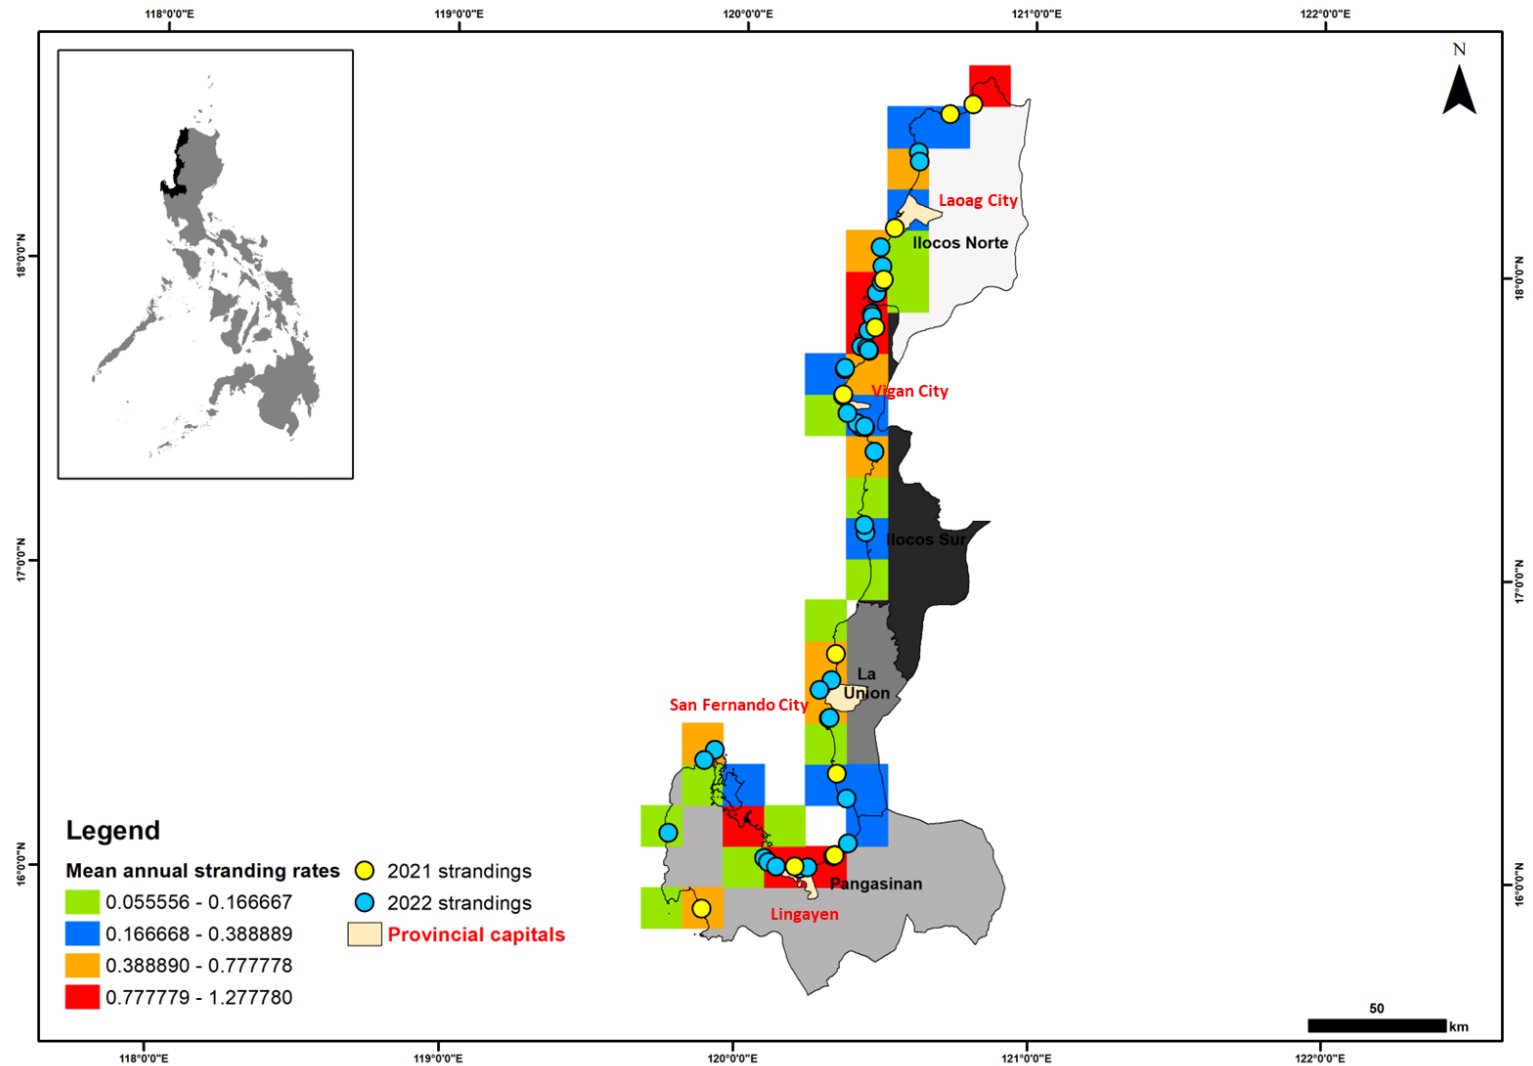 118°0'0"E 119°0'0"E 120°0'0"E 121°0'0"E 122°0'0"E
N
Laoag City
Ilocos Norte
18°0'0"N
18°0'0"N
Vigan City
Ilocos Sur
17°0'0"N
17°0'0"N
La
Union
San Fernando City
Pangasinan
Lingayen
16°0'0"N
16°0'0"N
Legend
Mean annual stranding rates
0.055556 - 0.166667
0.166668 - 0.388889
0.388890 - 0.777778
0.777779 - 1.277780
2021 strandings
2022 strandings
Provincial capitals
50
km
118°0'0"E 119°0'0"E 120°0'0"E 121°0'0"E 122°0'0"E